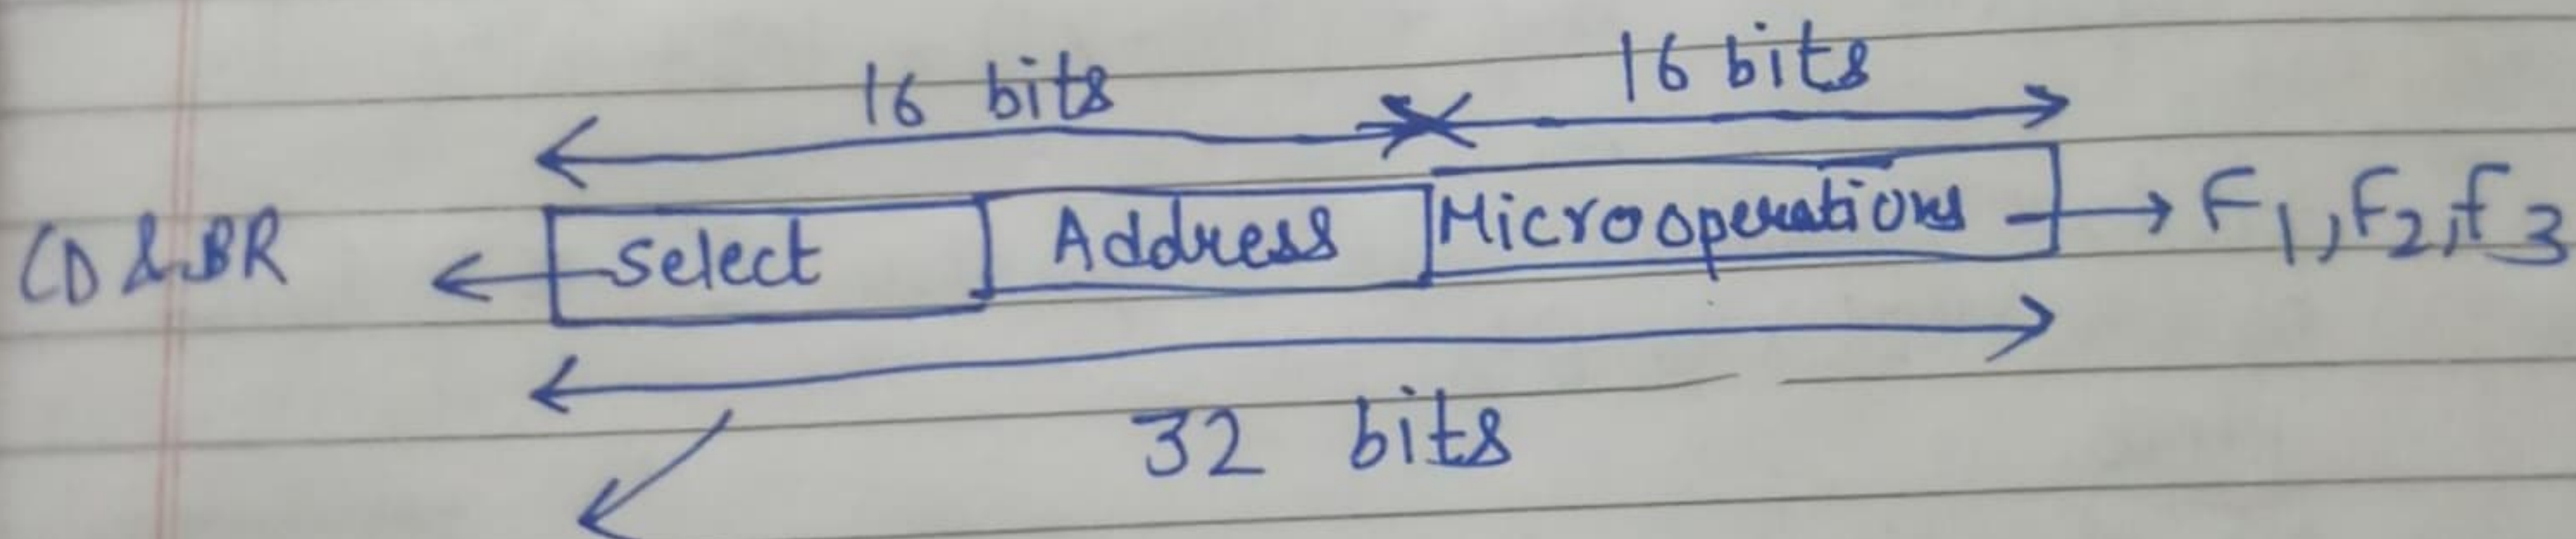 16 bits 16 bits
CD & BR Select Address Microoperations F1, F2, f3
32 bits